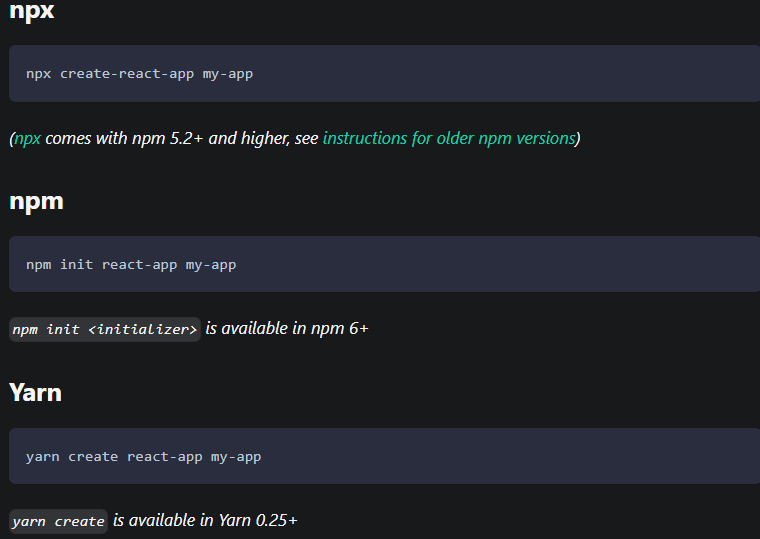 npx
npx create-react-app my-app
(npx comes with npm 5.2+ and higher, see instructions for older npm versions)
npm
npm init react-app my-app
npm init <initializer> is available in npm 6+
Yarn
yarn create react-app my-app
yarn create is available in Yarn 0.25+